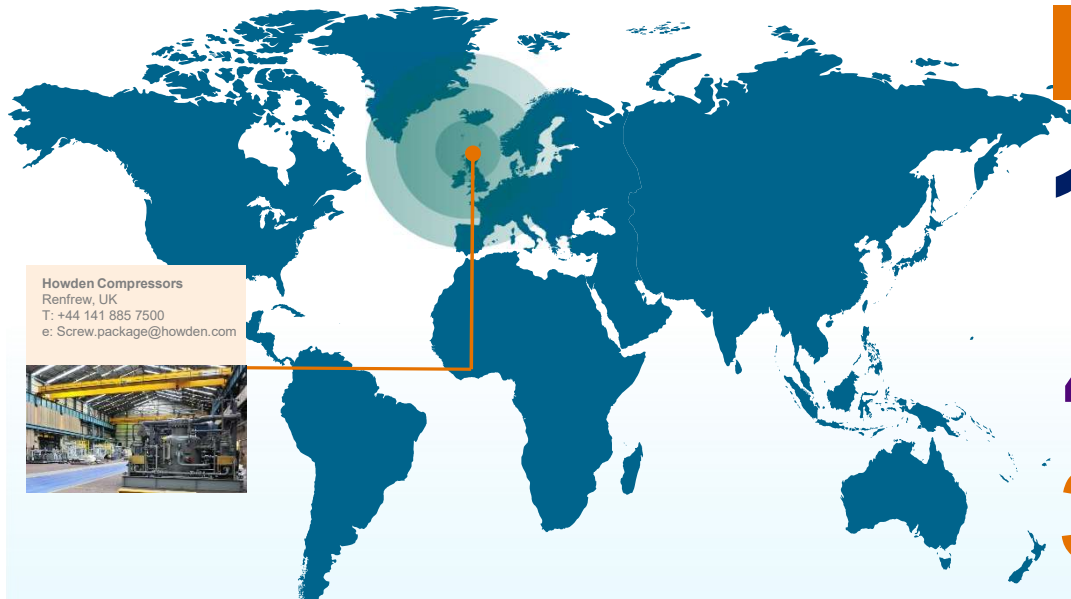 Howden Compressors
Renfrew, UK
T: +44 141 885 7500
e: Screw.package@howden.com